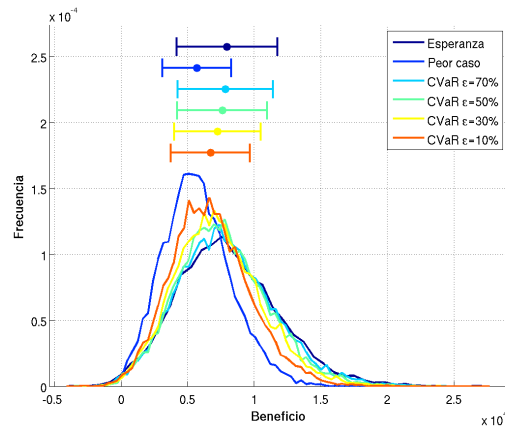 x 10⁻⁴
2.5
2
1.5
1
0.5
0
Frecuencia
Esperanza
Peor caso
CVaR ε=70%
CVaR ε=50%
CVaR ε=30%
CVaR ε=10%
-0.5 0 0.5 1 1.5 2 2.5
Beneficio